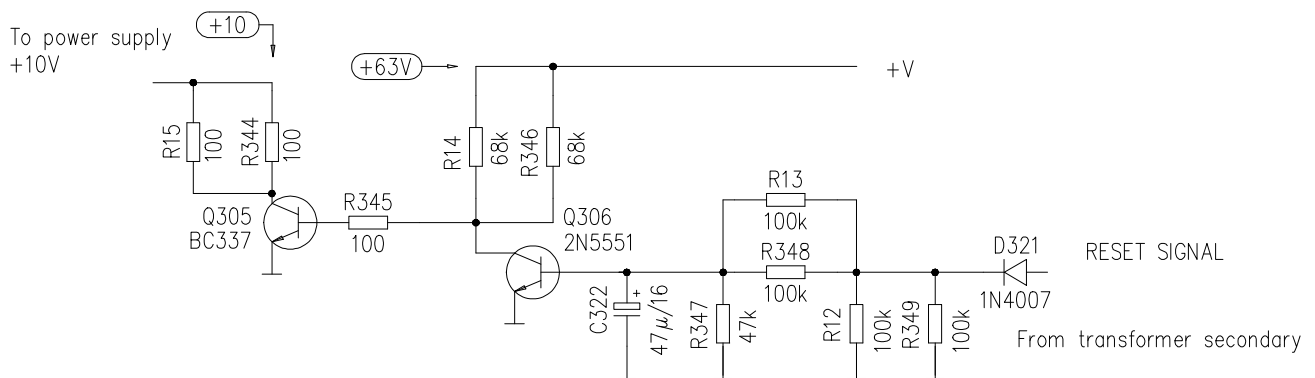 +10
To power supply
+10V
+63V
+V
R15
100
R344
100
R14
68k
R346
68k
R13
100k
Q305
BC337
R345
100
Q306
2N5551
R348
100k
D321
1N4007
RESET SIGNAL
C322
+
47µ/16
R347
47k
R12
100k
R349
100k
From transformer secondary